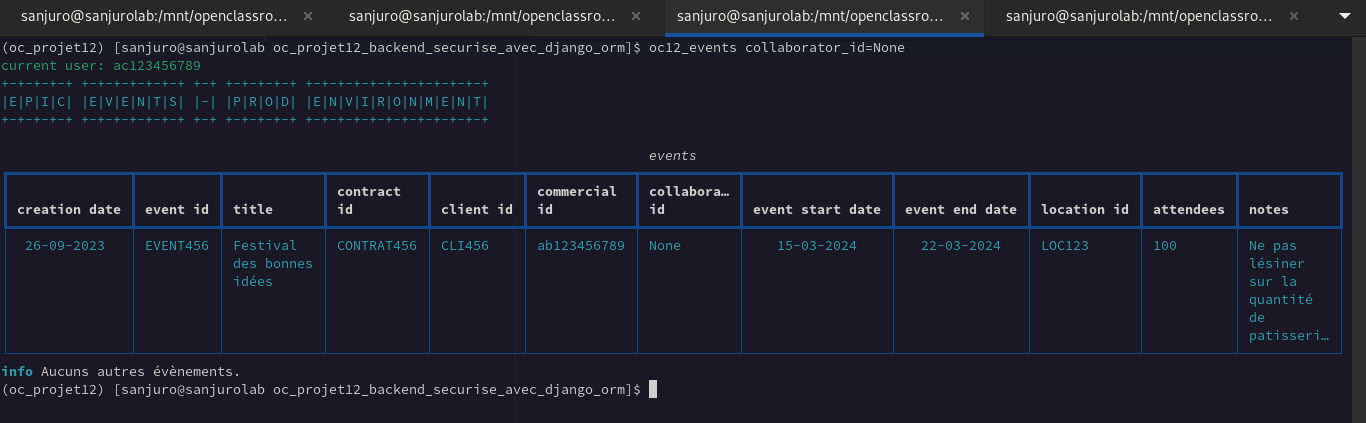 sanjuro@sanjurolab:/mnt/openclassro… × sanjuro@sanjurolab:/mnt/openclassro… × sanjuro@sanjurolab:/mnt/openclassro… × sanjuro@sanjurolab:/mnt/openclassro… ×
(oc_projet12) [sanjuro@sanjurolab oc_projet12_backend_securise_avec_django_orm]$ oc12_events collaborator_id=None
current user: ac123456789
+-+-+-+-+ +-+-+-+-+-+-+ +-+ +-+-+-+-+ +-+-+-+-+-+-+-+-+-+-+-+
|E|P|I|C| |E|V|E|N|T|S| |-| |P|R|O|D| |E|N|V|I|R|O|N|M|E|N|T|
+-+-+-+-+ +-+-+-+-+-+-+ +-+ +-+-+-+-+ +-+-+-+-+-+-+-+-+-+-+-+
events
contract commercial collabora…
creation date event id title id client id id id event start date event end date location id attendees notes
26-09-2023 EVENT456 Festival CONTRAT456 CLI456 ab123456789 None 15-03-2024 22-03-2024 LOC123 100 Ne pas
des bonnes lésiner
idées sur la
quantité
de
patisseri…
info Aucuns autres évènements.
(oc_projet12) [sanjuro@sanjurolab oc_projet12_backend_securise_avec_django_orm]$